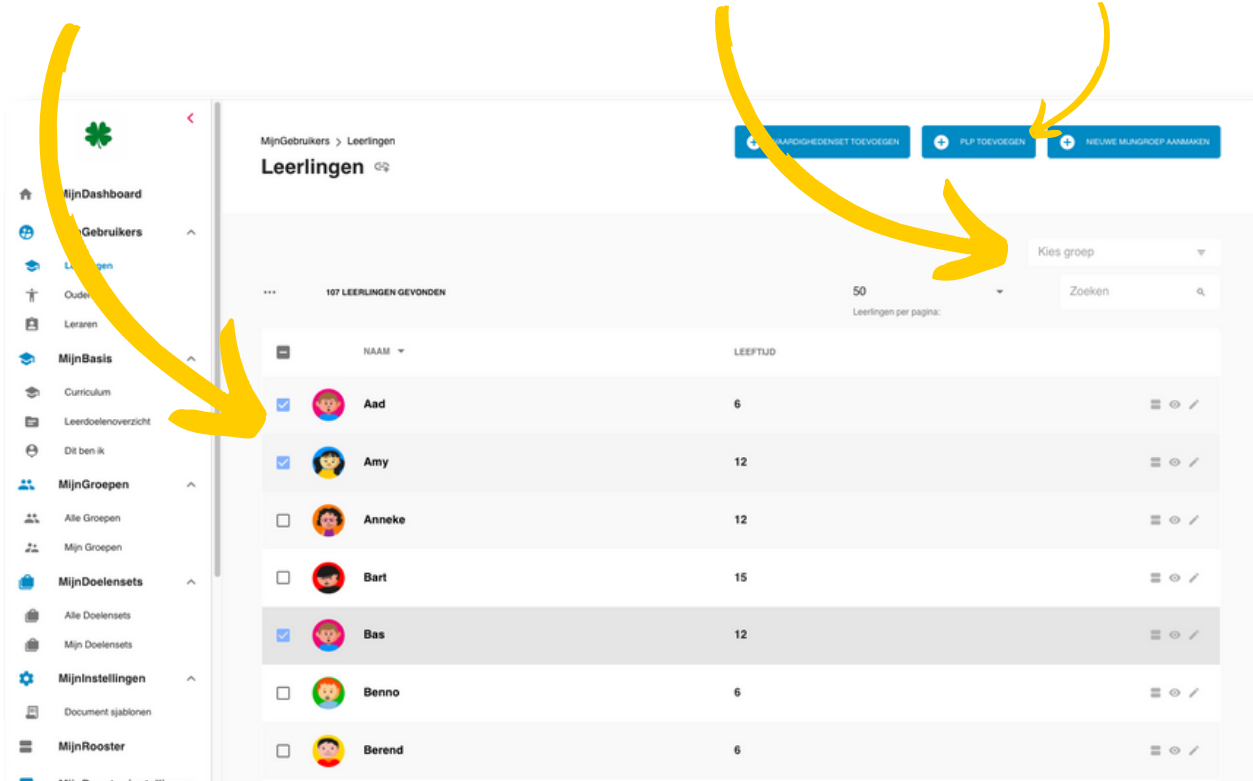 MijnDashboard
MijnGebruikers
Leerlingen
Ouders
Leraren
MijnBasis
Curriculum
Leerdoelenoverzicht
Dit ben ik
MijnGroepen
Alle Groepen
Mijn Groepen
MijnDoelensets
Alle Doelensets
Mijn Doelensets
MijnInstellingen
Document sjablonen
MijnRooster
MijnGebruikers > Leerlingen
Leerlingen
VAARDIGHEDENSET TOEVOEGEN
PLP TOEVOEGEN
NIEUWE MIJNGROEP AANMAKEN
Kies groep
107 LEERLINGEN GEVONDEN
50
Leerlingen per pagina:
Zoeken
NAAM LEEFTIJD
Aad 6
Amy 12
Anneke 12
Bart 15
Bas 12
Benno 6
Berend 6